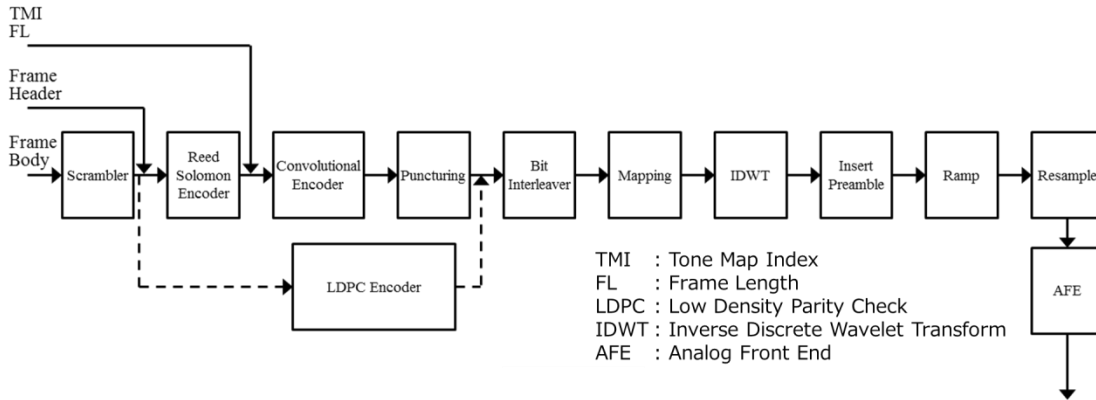 TMI
FL
Frame
Header
Frame
Body
Scrambler
Reed
Solomon
Encoder
Convolutional
Encoder
Puncturing
Bit
Interleaver
Mapping
IDWT
Insert
Preamble
Ramp
Resample
LDPC Encoder
AFE
TMI : Tone Map Index
FL : Frame Length
LDPC : Low Density Parity Check
IDWT : Inverse Discrete Wavelet Transform
AFE : Analog Front End